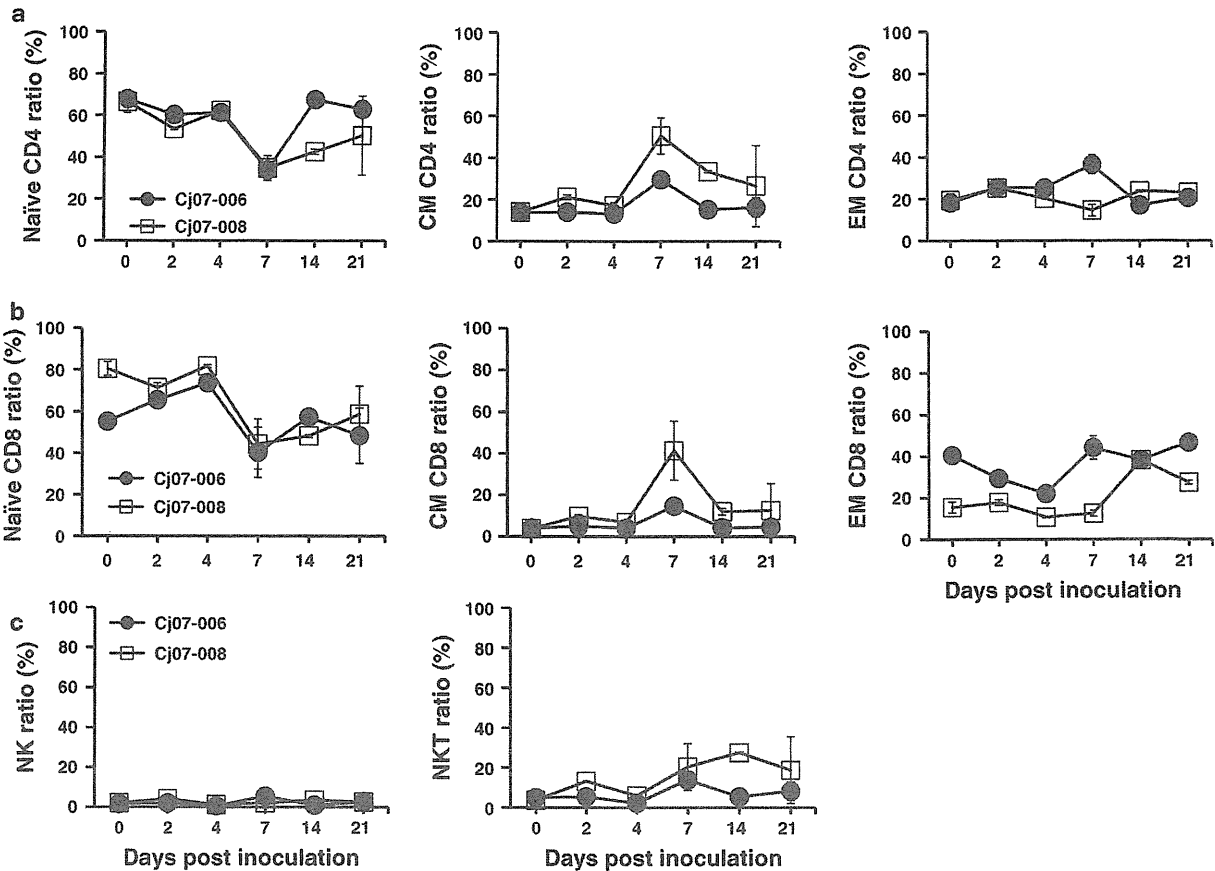 a
Naïve CD4 ratio (%)
100
80
60
40
20
0
Cj07-006
Cj07-008
0 2 4 7 14 21
CM CD4 ratio (%)
100
80
60
40
20
0
0 2 4 7 14 21
EM CD4 ratio (%)
100
80
60
40
20
0
0 2 4 7 14 21
b
Naïve CD8 ratio (%)
100
80
60
40
20
0
Cj07-006
Cj07-008
0 2 4 7 14 21
CM CD8 ratio (%)
100
80
60
40
20
0
0 2 4 7 14 21
EM CD8 ratio (%)
100
80
60
40
20
0
0 2 4 7 14 21
Days post inoculation
c
NK ratio (%)
100
80
60
40
20
0
Cj07-006
Cj07-008
0 2 4 7 14 21
Days post inoculation
NKT ratio (%)
100
80
60
40
20
0
0 2 4 7 14 21
Days post inoculation